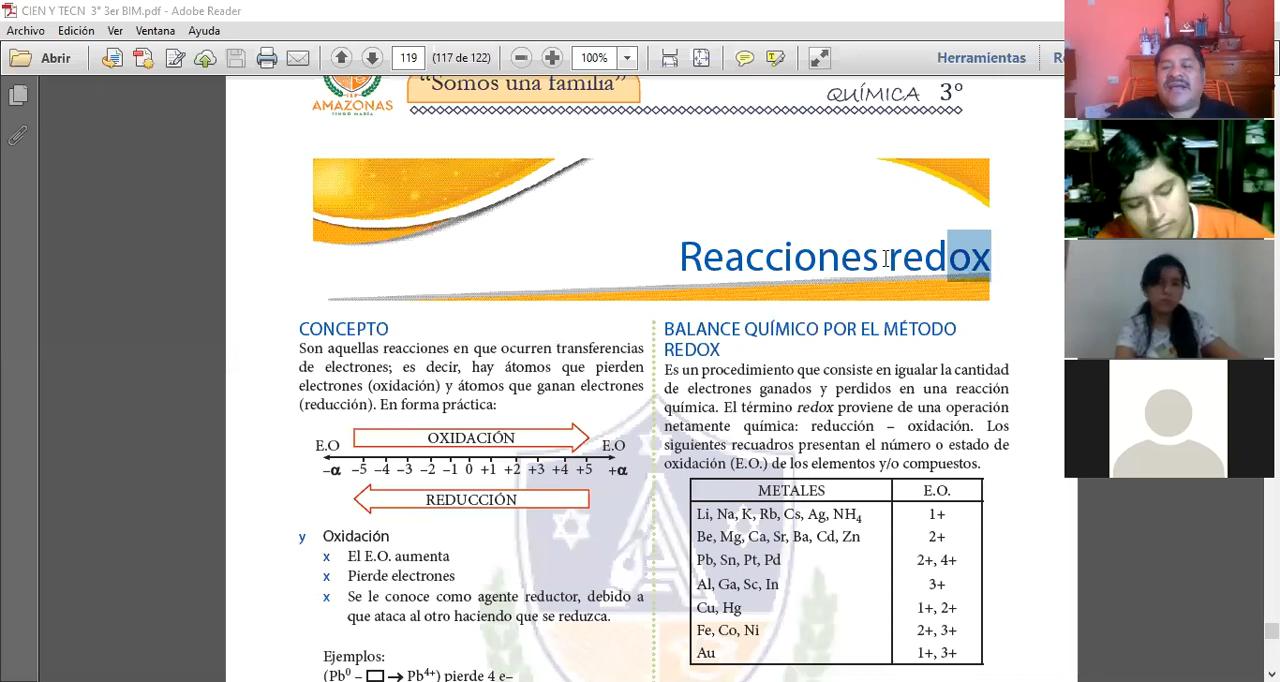 CIEN Y TECN 3° 3er BIM.pdf - Adobe Reader
Archivo Edición Ver Ventana Ayuda
Abrir 119 (117 de 122) 100% Herramientas
"Somos una familia"
AMAZONAS
TINGO MARÍA
QUÍMICA 3°
Reacciones redox
CONCEPTO
Son aquellas reacciones en que ocurren transferencias
de electrones; es decir, hay átomos que pierden
electrones (oxidación) y átomos que ganan electrones
(reducción). En forma práctica:
OXIDACIÓN
E.O E.O
–α –5 –4 –3 –2 –1 0 +1 +2 +3 +4 +5 +α
REDUCCIÓN
y Oxidación
x El E.O. aumenta
x Pierde electrones
x Se le conoce como agente reductor, debido a
que ataca al otro haciendo que se reduzca.
Ejemplos:
(Pb⁰ – □ → Pb⁴⁺) pierde 4 e–
BALANCE QUÍMICO POR EL MÉTODO
REDOX
Es un procedimiento que consiste en igualar la cantidad
de electrones ganados y perdidos en una reacción
química. El término redox proviene de una operación
netamente química: reducción – oxidación. Los
siguientes recuadros presentan el número o estado de
oxidación (E.O.) de los elementos y/o compuestos.
METALES E.O.
Li, Na, K, Rb, Cs, Ag, NH₄ 1+
Be, Mg, Ca, Sr, Ba, Cd, Zn 2+
Pb, Sn, Pt, Pd 2+, 4+
Al, Ga, Sc, In 3+
Cu, Hg 1+, 2+
Fe, Co, Ni 2+, 3+
Au 1+, 3+